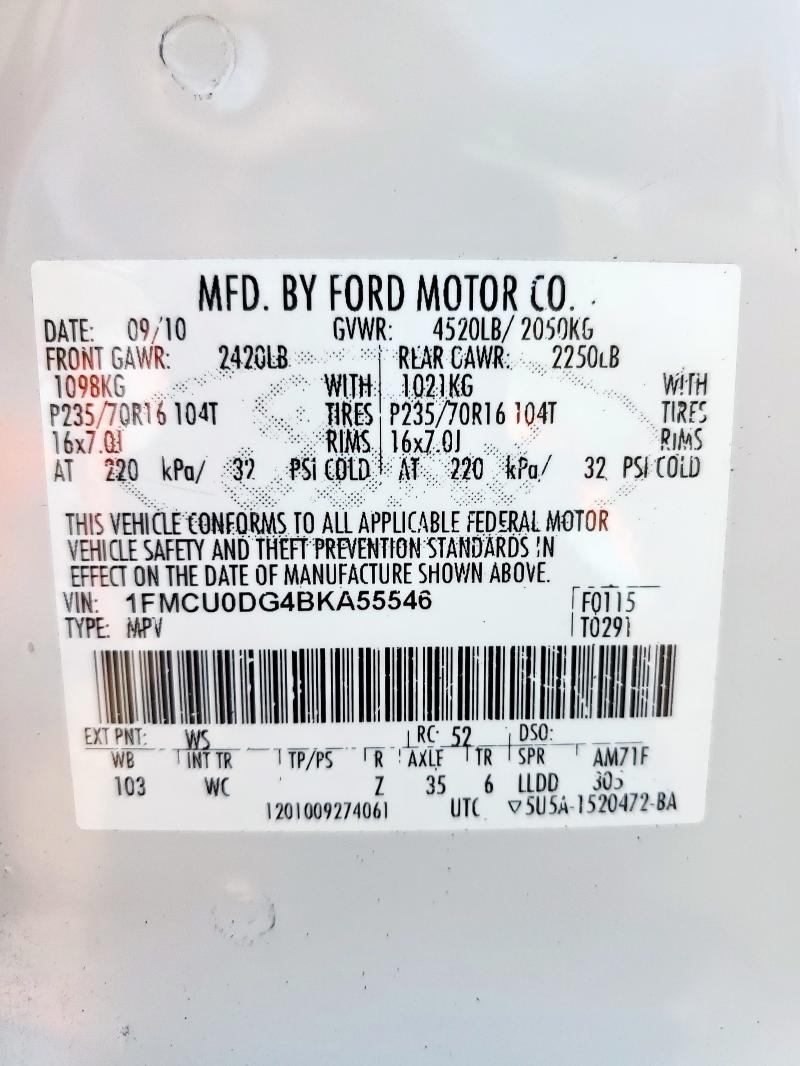 MFD. BY FORD MOTOR CO.
DATE: 09/10 GVWR: 4520LB/ 2050KG
FRONT GAWR: 2420LB REAR GAWR: 2250LB
1098KG WITH 1021KG WITH
P235/70R16 104T TIRES P235/70R16 104T TIRES
16x7.0J RIMS 16x7.0J RIMS
AT 220 kPa/ 32 PSI COLD AT 220 kPa/ 32 PSI COLD
THIS VEHICLE CONFORMS TO ALL APPLICABLE FEDERAL MOTOR
VEHICLE SAFETY AND THEFT PREVENTION STANDARDS IN
EFFECT ON THE DATE OF MANUFACTURE SHOWN ABOVE.
VIN: 1FMCU0DG4BKA55546 F0115
TYPE: MPV T0291
EXT PNT: WS RC: 52 DSO:
WB INT TR TP/PS R AXLE TR SPR AM71F
103 WC Z 35 6 LLDD 305
1201009274061 UTC ▽5U5A-1520472-BA